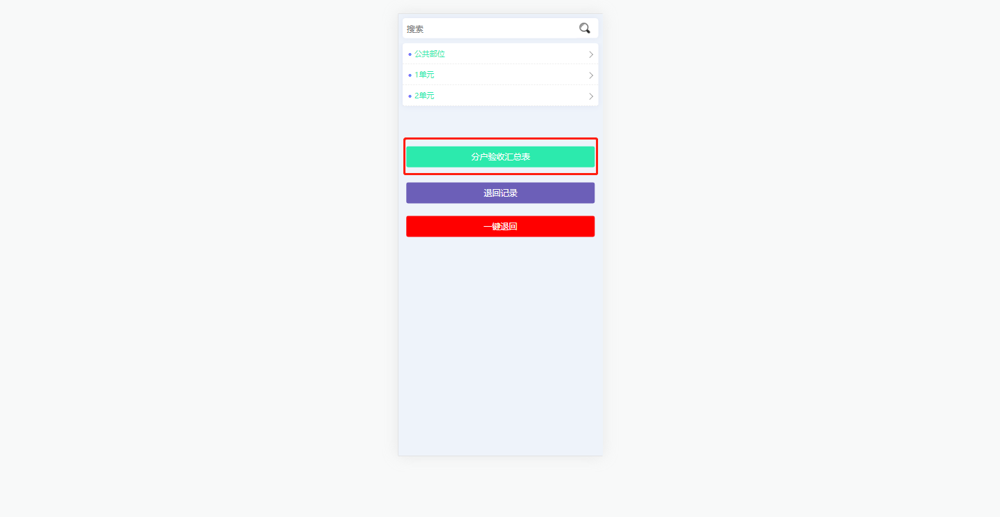 搜索
公共部位
1单元
2单元
分户验收汇总表
退回记录
一键退回